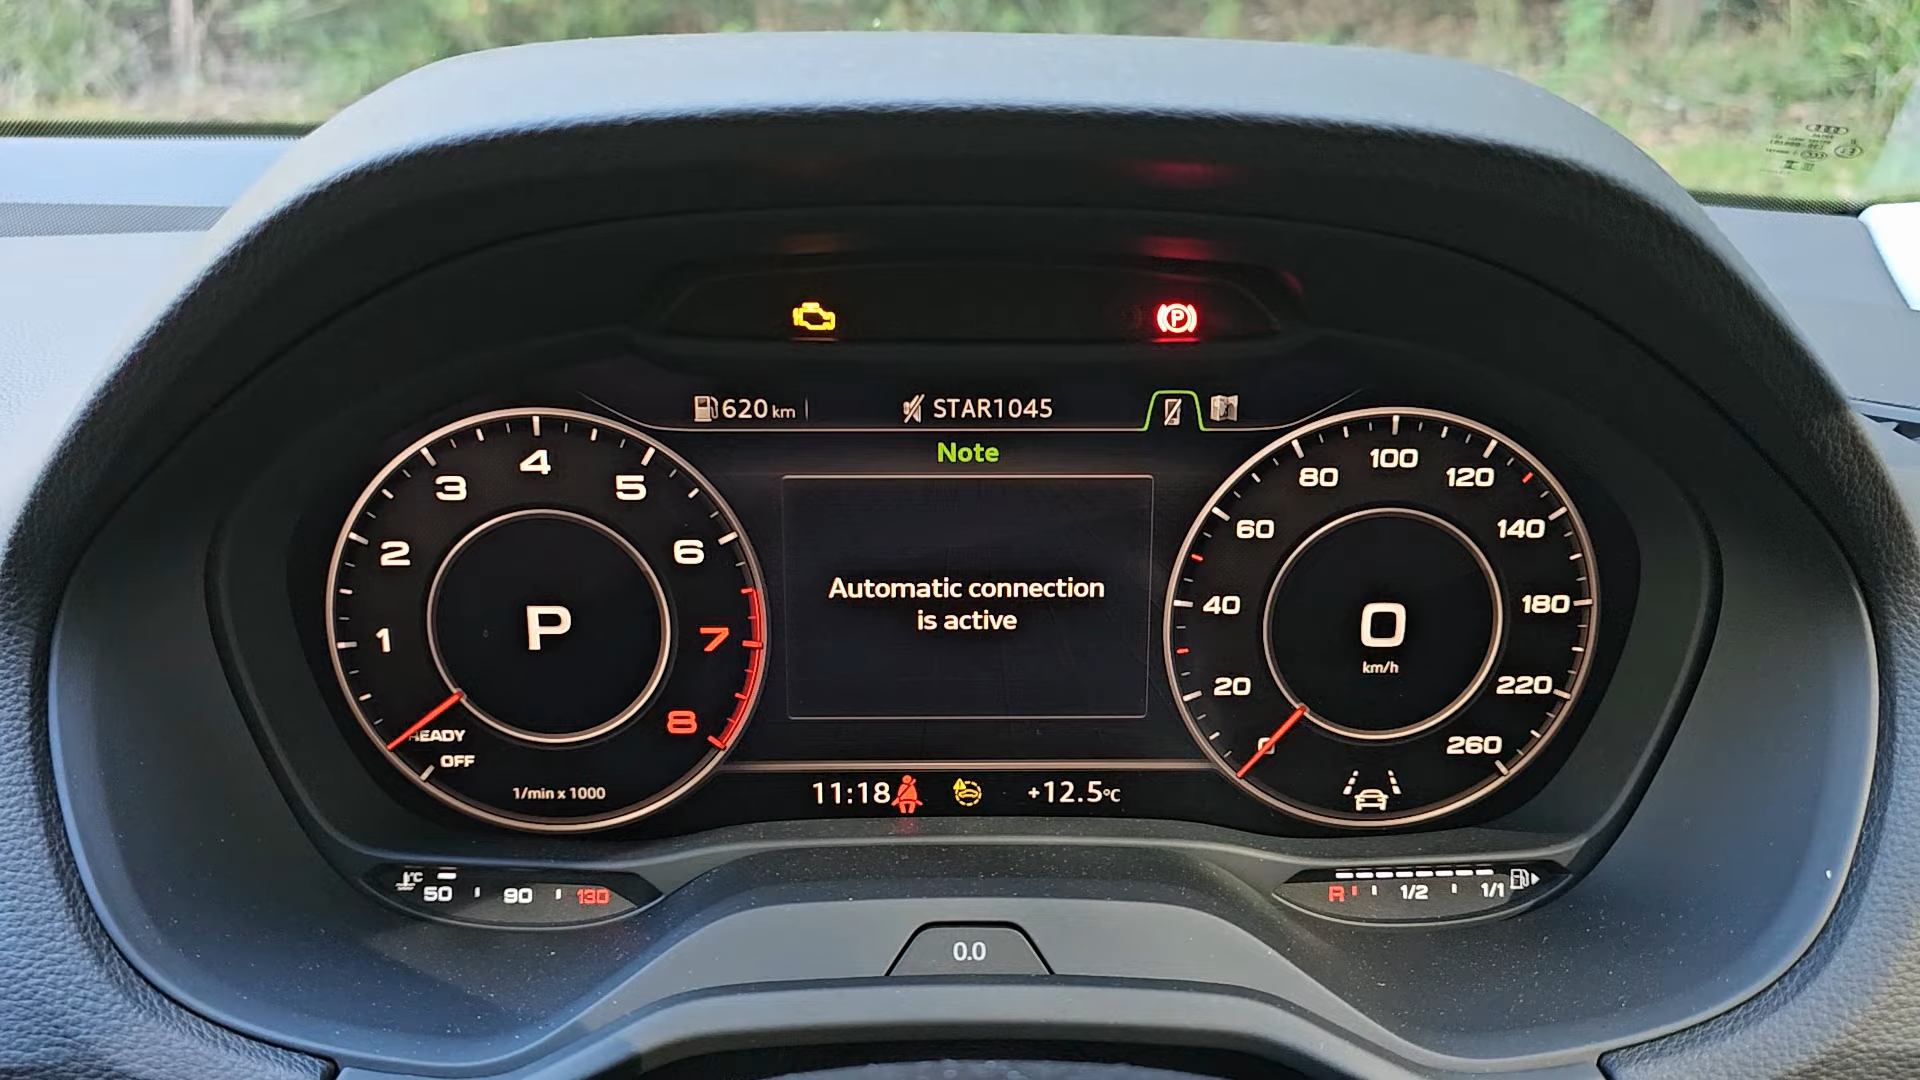 P
620 km
STAR1045
Note
Automatic connection
is active
1
2
3
4
5
6
7
8
P
READY
OFF
1/min x 1000
0
20
40
60
80
100
120
140
180
220
260
0
km/h
11:18
+12.5°C
°C
50
90
130
R
1/2
1/1
0.0